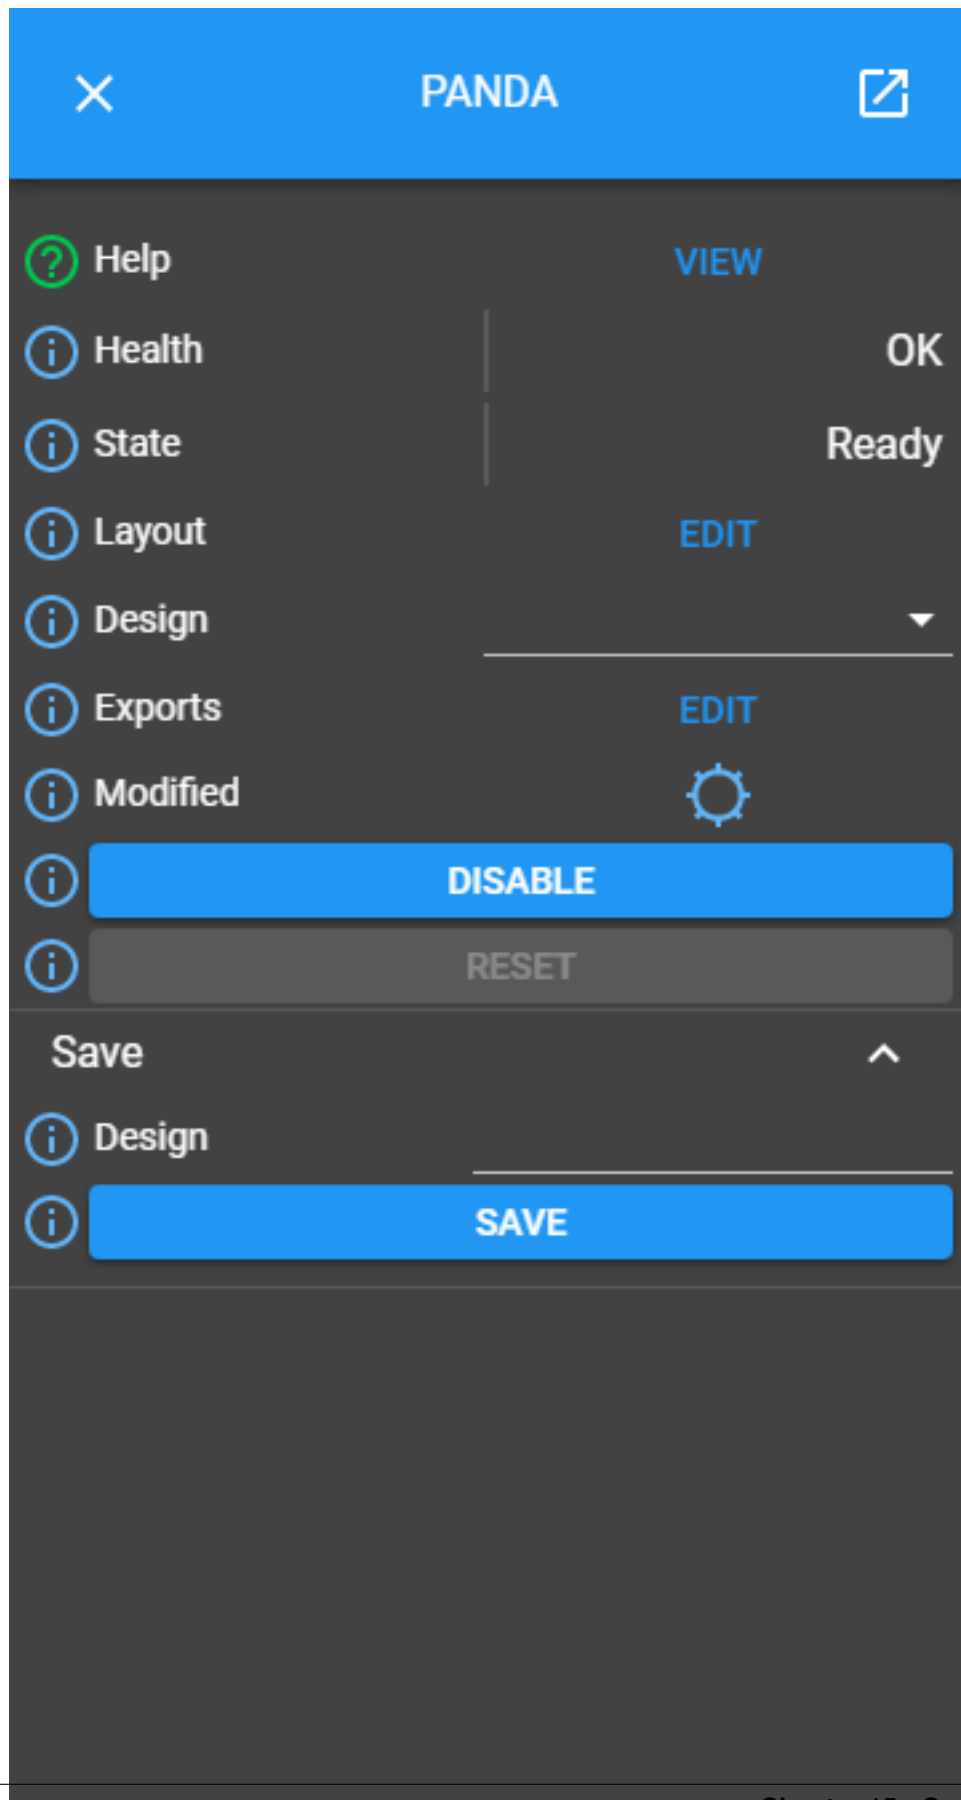 PANDA
Help VIEW
Health OK
State Ready
Layout EDIT
Design
Exports EDIT
Modified
DISABLE
RESET
Save
Design
SAVE